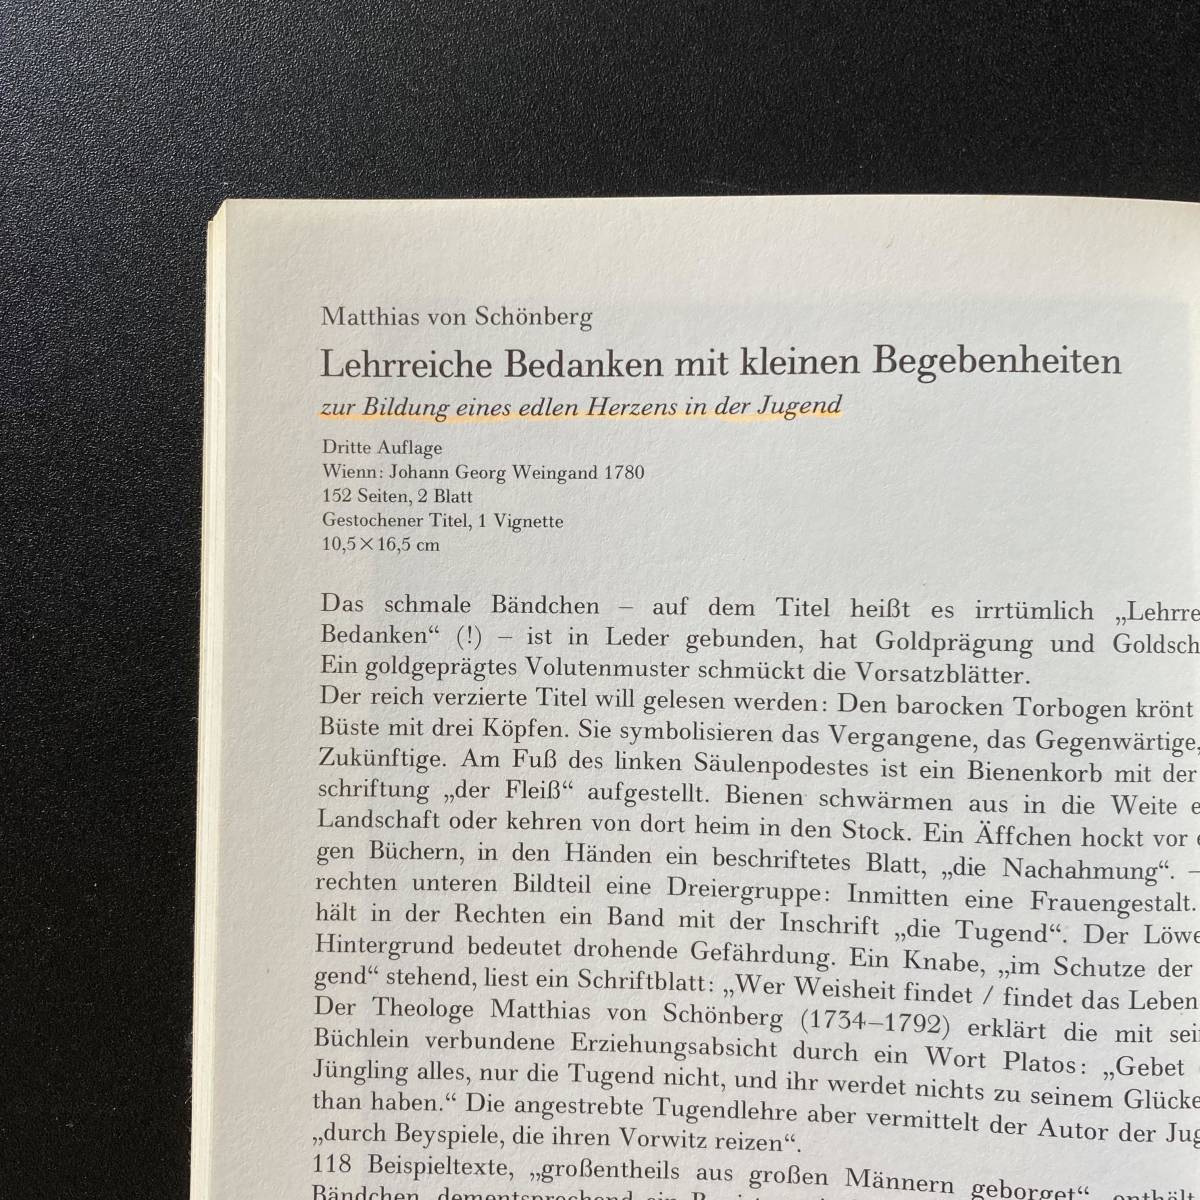 Matthias von Schönberg
Lehrreiche Bedanken mit kleinen Begebenheiten
zur Bildung eines edlen Herzens in der Jugend
Dritte Auflage
Wienn: Johann Georg Weingand 1780
152 Seiten, 2 Blatt
Gestochener Titel, 1 Vignette
10,5×16,5 cm
Das schmale Bändchen – auf dem Titel heißt es irrtümlich „Lehrre
Bedanken“ (!) – ist in Leder gebunden, hat Goldprägung und Goldsch
Ein goldgeprägtes Volutenmuster schmückt die Vorsatzblätter.
Der reich verzierte Titel will gelesen werden: Den barocken Torbogen krönt
Büste mit drei Köpfen. Sie symbolisieren das Vergangene, das Gegenwärtige,
Zukünftige. Am Fuß des linken Säulenpodestes ist ein Bienenkorb mit der
schriftung „der Fleiß“ aufgestellt. Bienen schwärmen aus in die Weite e
Landschaft oder kehren von dort heim in den Stock. Ein Äffchen hockt vor
gen Büchern, in den Händen ein beschriftetes Blatt, „die Nachahmung“. –
rechten unteren Bildteil eine Dreiergruppe: Inmitten eine Frauengestalt.
hält in der Rechten ein Band mit der Inschrift „die Tugend“. Der Löwe
Hintergrund bedeutet drohende Gefährdung. Ein Knabe, „im Schutze der
gend“ stehend, liest ein Schriftblatt: „Wer Weisheit findet / findet das Leben
Der Theologe Matthias von Schönberg (1734–1792) erklärt die mit sei
Büchlein verbundene Erziehungsabsicht durch ein Wort Platos: „Gebet
Jüngling alles, nur die Tugend nicht, und ihr werdet nichts zu seinem Glücke
than haben.“ Die angestrebte Tugendlehre aber vermittelt der Autor der Jug
„durch Beyspiele, die ihren Vorwitz reizen“.
118 Beispieltexte, „großentheils aus großen Männern geborget“, enthält
Bändchen, dementsprechend ein